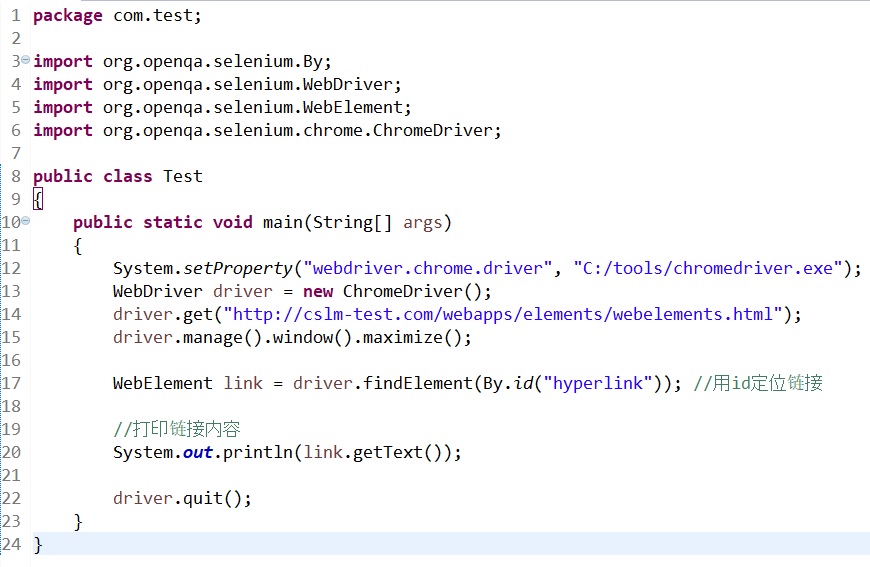 1 package com.test;
2
3 import org.openqa.selenium.By;
4 import org.openqa.selenium.WebDriver;
5 import org.openqa.selenium.WebElement;
6 import org.openqa.selenium.chrome.ChromeDriver;
7
8 public class Test
9 {
10     public static void main(String[] args)
11     {
12         System.setProperty("webdriver.chrome.driver", "C:/tools/chromedriver.exe");
13         WebDriver driver = new ChromeDriver();
14         driver.get("http://cslm-test.com/webapps/elements/webelements.html");
15         driver.manage().window().maximize();
16
17         WebElement link = driver.findElement(By.id("hyperlink")); //用id定位链接
18
19         //打印链接内容
20         System.out.println(link.getText());
21
22         driver.quit();
23     }
24 }